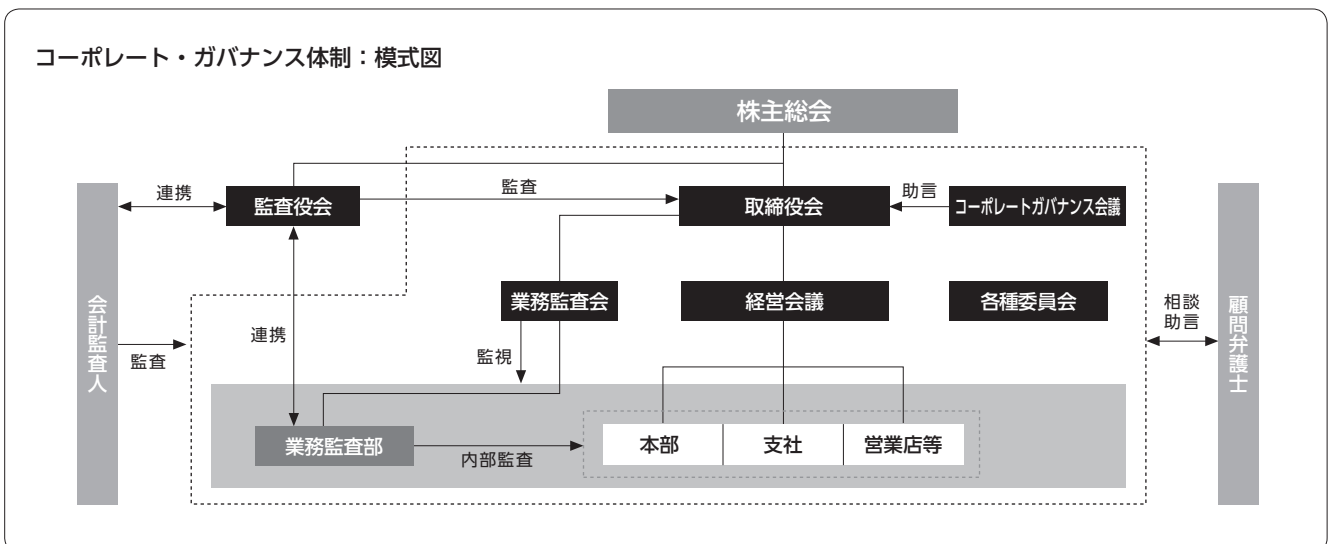 コーポレート・ガバナンス体制：模式図
株主総会
連携
監査役会
監査
取締役会
助言
コーポレートガバナンス会議
会計監査人
監査
連携
業務監査会
監視
経営会議
各種委員会
相談
助言
顧問弁護士
業務監査部
内部監査
本部
支社
営業店等